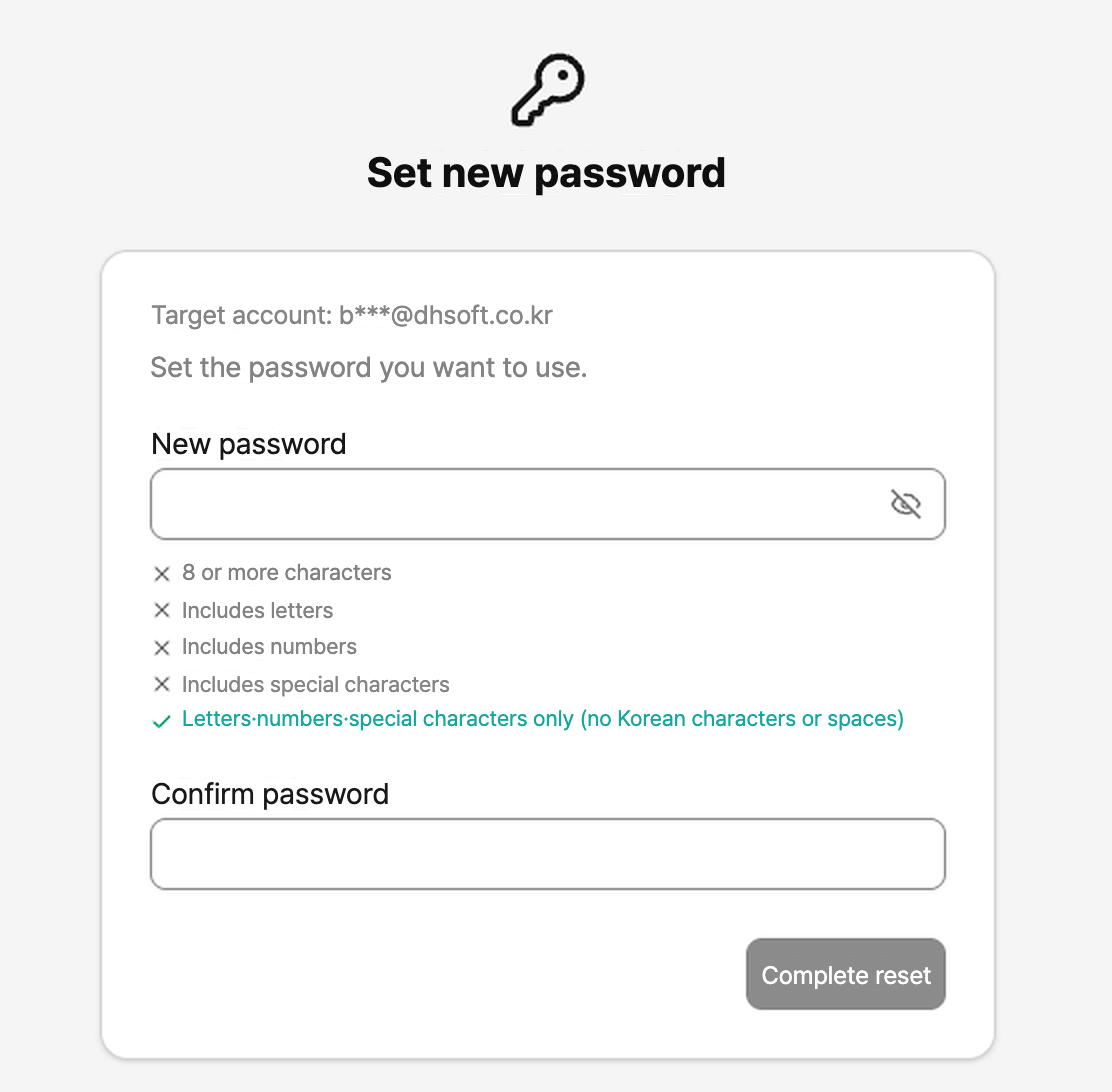 Set new password
Target account: b***@dhsoft.co.kr
Set the password you want to use.
New password
8 or more characters
Includes letters
Includes numbers
Includes special characters
Letters·numbers·special characters only (no Korean characters or spaces)
Confirm password
Complete reset